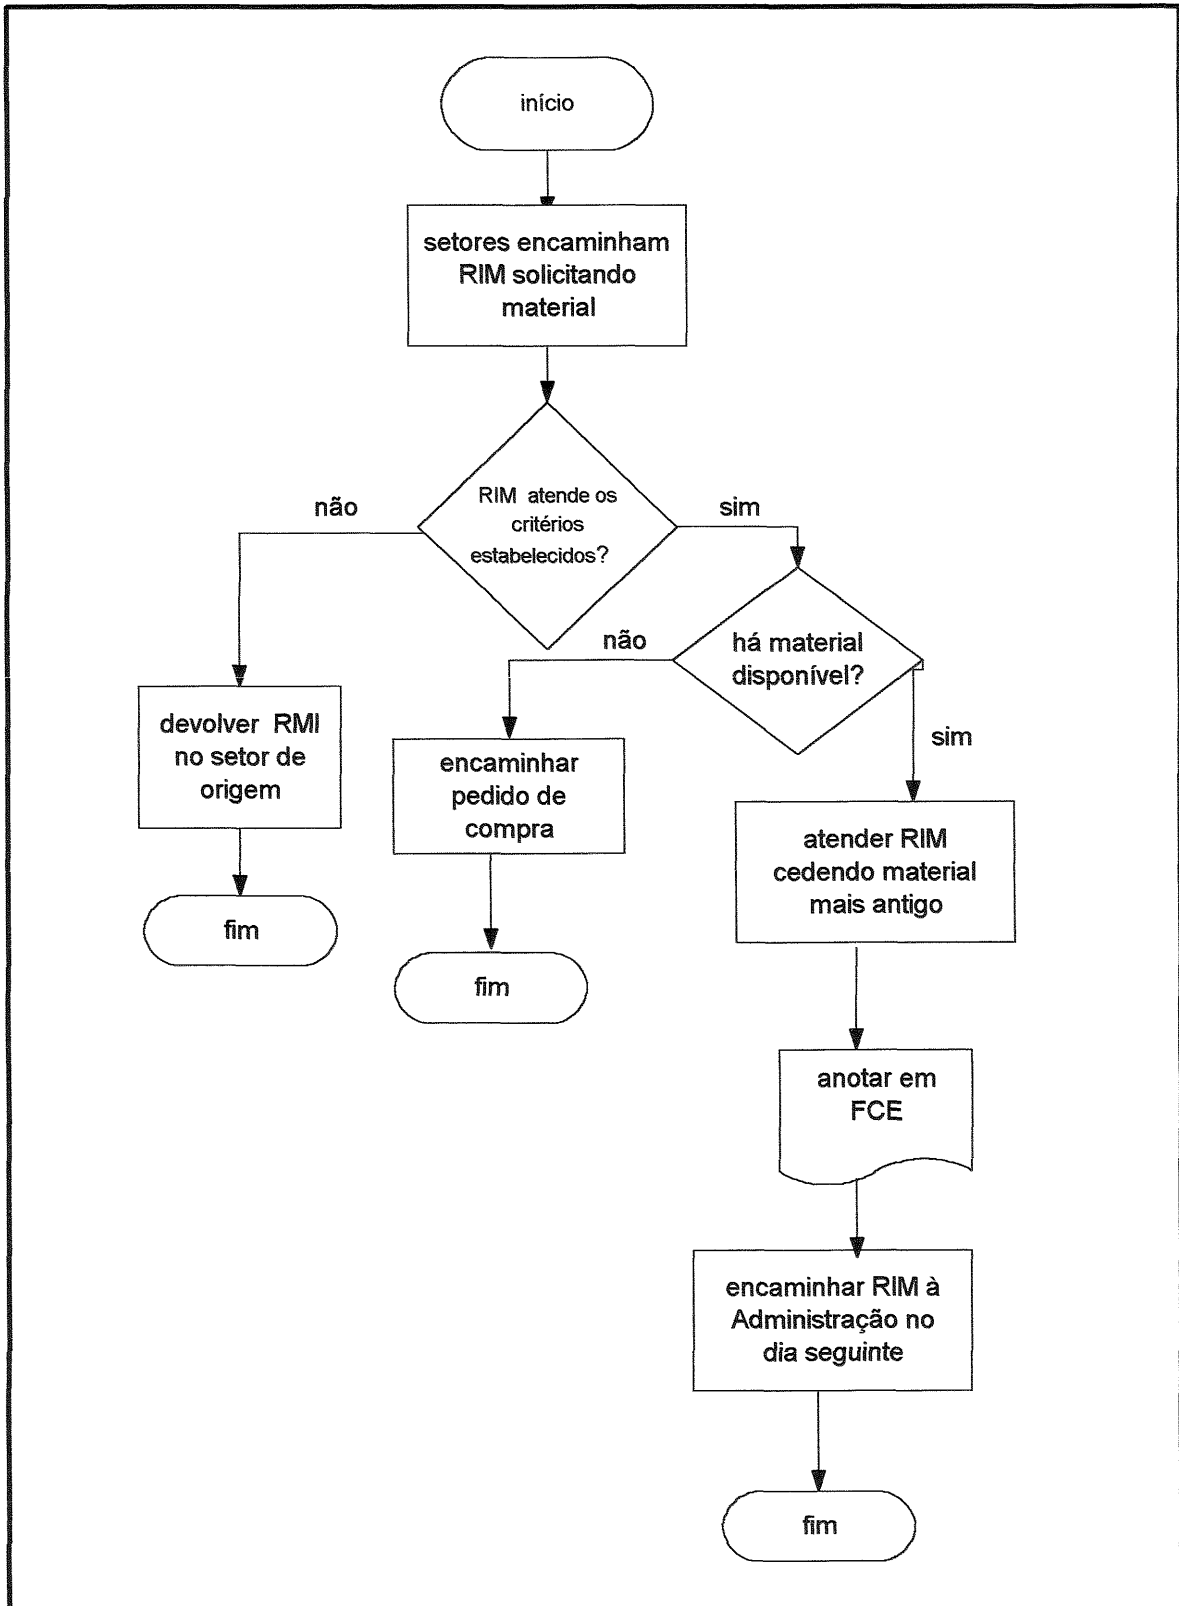 início
setores encaminham
RIM solicitando
material
RIM atende os
critérios
estabelecidos?
não
sim
há material
disponível?
não
sim
devolver RMI
no setor de
origem
encaminhar
pedido de
compra
atender RIM
cedendo material
mais antigo
fim
fim
anotar em
FCE
encaminhar RIM à
Administração no
dia seguinte
fim